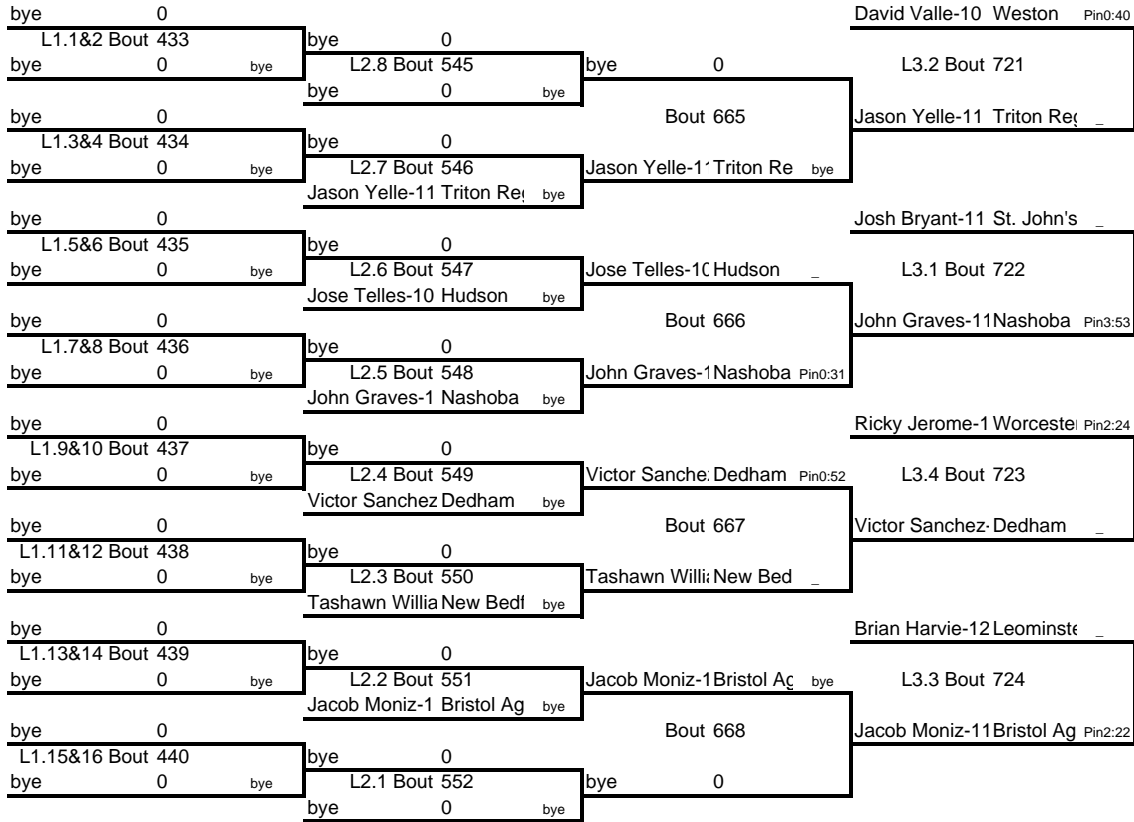 bye 0 David Valle-10 Weston Pin0:40
L1.1&2 Bout 433 bye 0
bye 0 bye L2.8 Bout 545 bye 0 L3.2 Bout 721
bye 0 bye
bye 0 Bout 665 Jason Yelle-11 Triton Reg _
L1.3&4 Bout 434 bye 0
bye 0 bye L2.7 Bout 546 Jason Yelle-11 Triton Re bye
Jason Yelle-11 Triton Reg bye
bye 0 Josh Bryant-11 St. John's _
L1.5&6 Bout 435 bye 0
bye 0 bye L2.6 Bout 547 Jose Telles-10 Hudson _ L3.1 Bout 722
Jose Telles-10 Hudson bye
bye 0 Bout 666 John Graves-11 Nashoba Pin3:53
L1.7&8 Bout 436 bye 0
bye 0 bye L2.5 Bout 548 John Graves-1 Nashoba Pin0:31
John Graves-1 Nashoba bye
bye 0 Ricky Jerome-1 Worceste Pin2:24
L1.9&10 Bout 437 bye 0
bye 0 bye L2.4 Bout 549 Victor Sanche Dedham Pin0:52 L3.4 Bout 723
Victor Sanchez Dedham bye
bye 0 Bout 667 Victor Sanchez- Dedham _
L1.11&12 Bout 438 bye 0
bye 0 bye L2.3 Bout 550 Tashawn Willi New Bed _
Tashawn Willia New Bedf bye
bye 0 Brian Harvie-12 Leominste _
L1.13&14 Bout 439 bye 0
bye 0 bye L2.2 Bout 551 Jacob Moniz-1 Bristol Ag bye L3.3 Bout 724
Jacob Moniz-1 Bristol Ag bye
bye 0 Bout 668 Jacob Moniz-11 Bristol Ag Pin2:22
L1.15&16 Bout 440 bye 0
bye 0 bye L2.1 Bout 552 bye 0
bye 0 bye